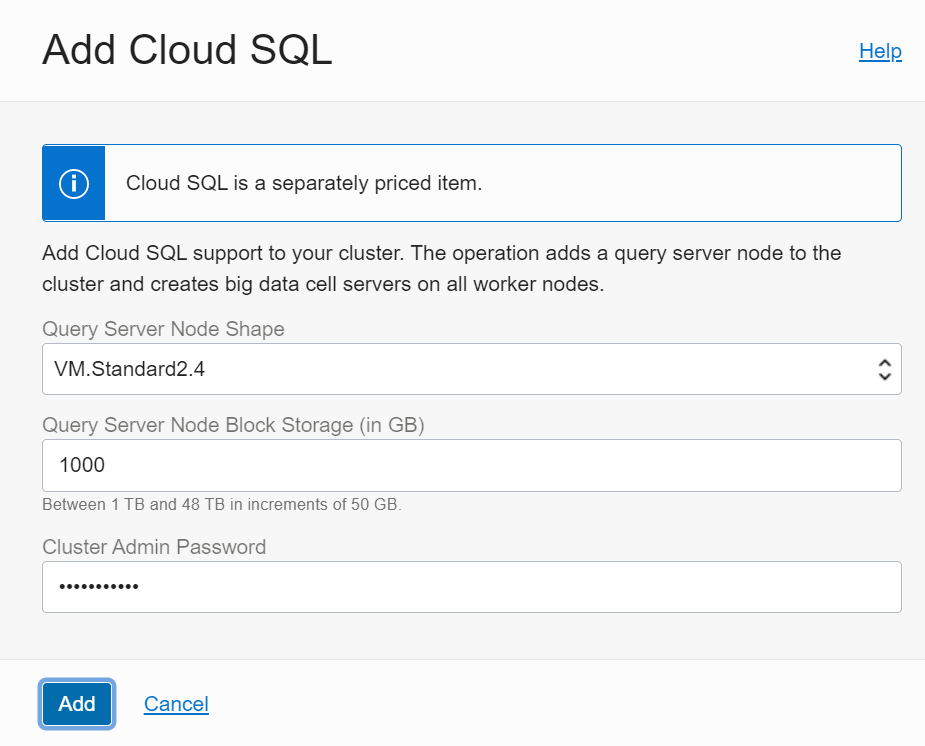 Add Cloud SQL
Help
Cloud SQL is a separately priced item.
Add Cloud SQL support to your cluster. The operation adds a query server node to the
cluster and creates big data cell servers on all worker nodes.
Query Server Node Shape
VM.Standard2.4
Query Server Node Block Storage (in GB)
1000
Between 1 TB and 48 TB in increments of 50 GB.
Cluster Admin Password
•••••••••••
Add
Cancel